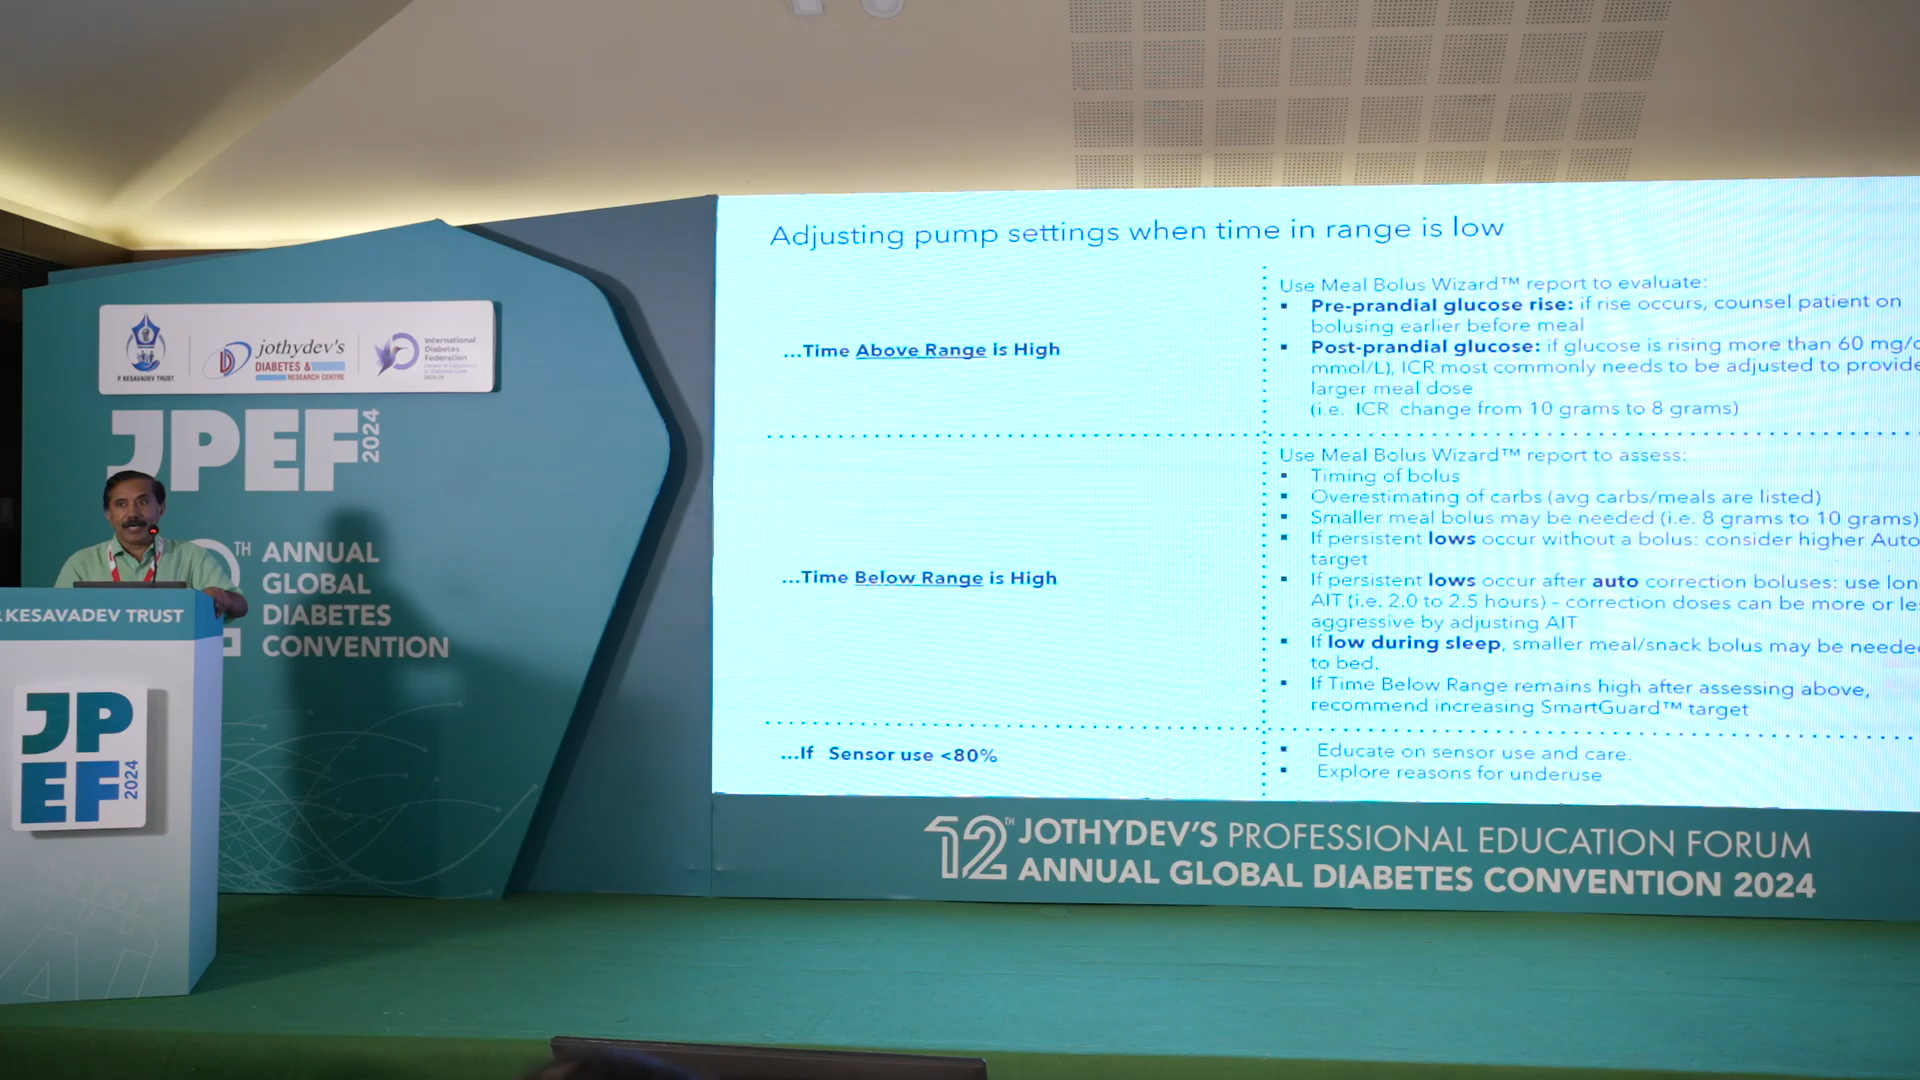 P. KESAVADEV TRUST
jothydev's
DIABETES &
RESEARCH CENTRE
International
Diabetes
Federation
JPEF 2024
TH ANNUAL
GLOBAL
DIABETES
CONVENTION
P. KESAVADEV TRUST
JP
EF 2024
Adjusting pump settings when time in range is low
...Time Above Range is High
Use Meal Bolus Wizard™ report to evaluate:
▪ Pre-prandial glucose rise: if rise occurs, counsel patient on
bolusing earlier before meal
▪ Post-prandial glucose: if glucose is rising more than 60 mg/d
mmol/L), ICR most commonly needs to be adjusted to provide
larger meal dose
(i.e. ICR change from 10 grams to 8 grams)
...Time Below Range is High
Use Meal Bolus Wizard™ report to assess:
▪ Timing of bolus
▪ Overestimating of carbs (avg carbs/meals are listed)
▪ Smaller meal bolus may be needed (i.e. 8 grams to 10 grams)
▪ If persistent lows occur without a bolus: consider higher Auto
target
▪ If persistent lows occur after auto correction boluses: use lon
AIT (i.e. 2.0 to 2.5 hours) – correction doses can be more or les
aggressive by adjusting AIT
▪ If low during sleep, smaller meal/snack bolus may be neede
to bed.
▪ If Time Below Range remains high after assessing above,
recommend increasing SmartGuard™ target
...If Sensor use <80%
▪ Educate on sensor use and care.
▪ Explore reasons for underuse
12TH JOTHYDEV'S PROFESSIONAL EDUCATION FORUM
ANNUAL GLOBAL DIABETES CONVENTION 2024